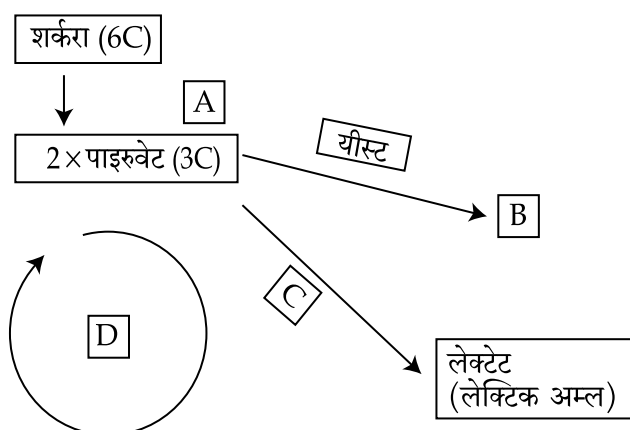 शर्करा (6C)
A
2×पाइरुवेट (3C)
यीस्ट
B
C
D
लेक्टेट
(लेक्टिक अम्ल)